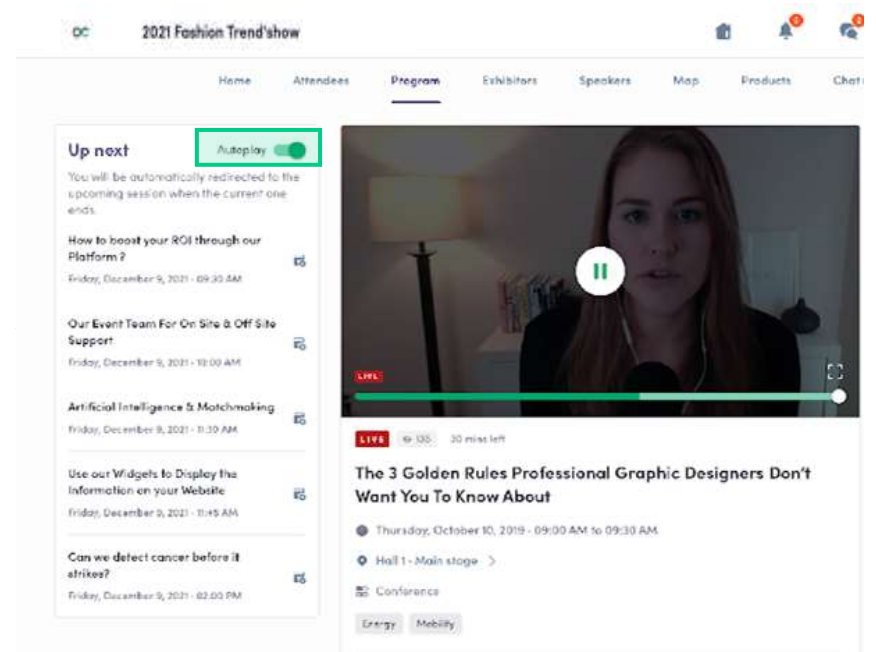 2021 Fashion Trend'show
Home Attendees Program Exhibitors Speakers Map Products Chat
Up next Autoplay
You will be automatically redirected to the
upcoming session when the current one
ends.
How to boost your ROI through our
Platform ?
Friday, December 9, 2021 - 09:30 AM
Our Event Team For On Site & Off Site
Support
Friday, December 9, 2021 - 10:00 AM
Artificial Intelligence & Matchmaking
Friday, December 9, 2021 - 11:30 AM
Use our Widgets to Display the
Information on your Website
Friday, December 9, 2021 - 11:45 AM
Can we detect cancer before it
strikes?
Friday, December 9, 2021 - 02:00 PM
LIVE
LIVE 135 30 mins left
The 3 Golden Rules Professional Graphic Designers Don't
Want You To Know About
Thursday, October 10, 2019 - 09:00 AM to 09:30 AM
Hall 1 - Main stage >
Conference
Energy Mobility